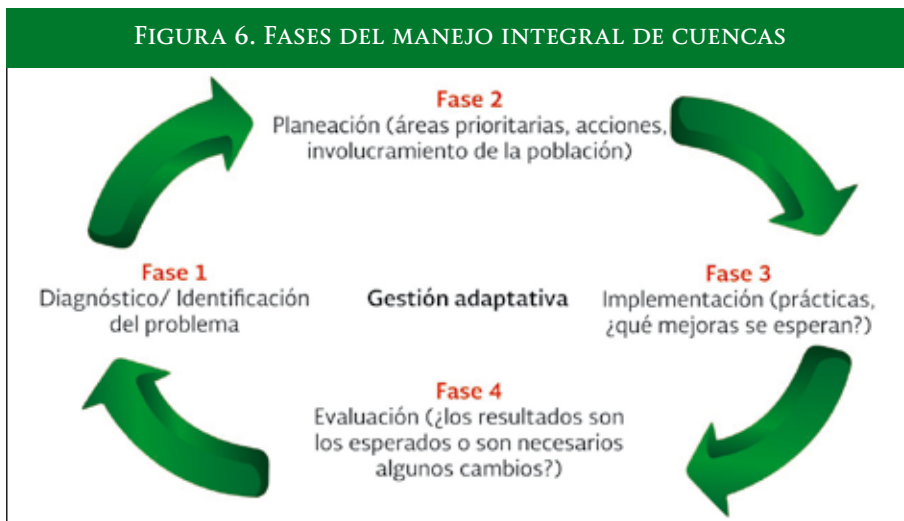 FIGURA 6. FASES DEL MANEJO INTEGRAL DE CUENCAS
Fase 2
Planeación (áreas prioritarias, acciones,
involucramiento de la población)
Fase 1
Diagnóstico/ Identificación
del problema
Gestión adaptativa
Fase 3
Implementación (prácticas,
¿qué mejoras se esperan?)
Fase 4
Evaluación (¿los resultados son
los esperados o son necesarios
algunos cambios?)